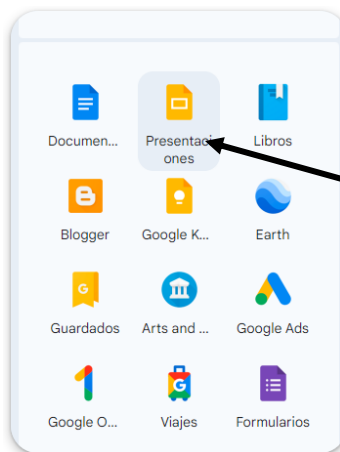 Documen...
Presentaci
ones
Libros
Blogger
Google K...
Earth
Guardados
Arts and ...
Google Ads
Google O...
Viajes
Formularios